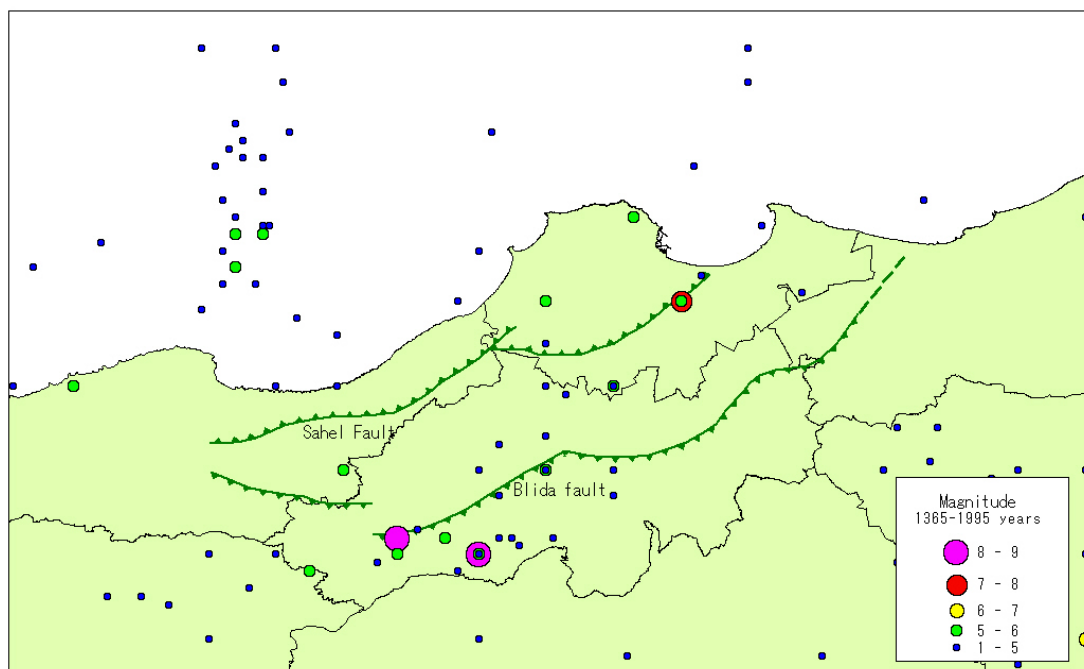 Sahel Fault
Blida fault
Magnitude
1365-1995 years
8 - 9
7 - 8
6 - 7
5 - 6
1 - 5